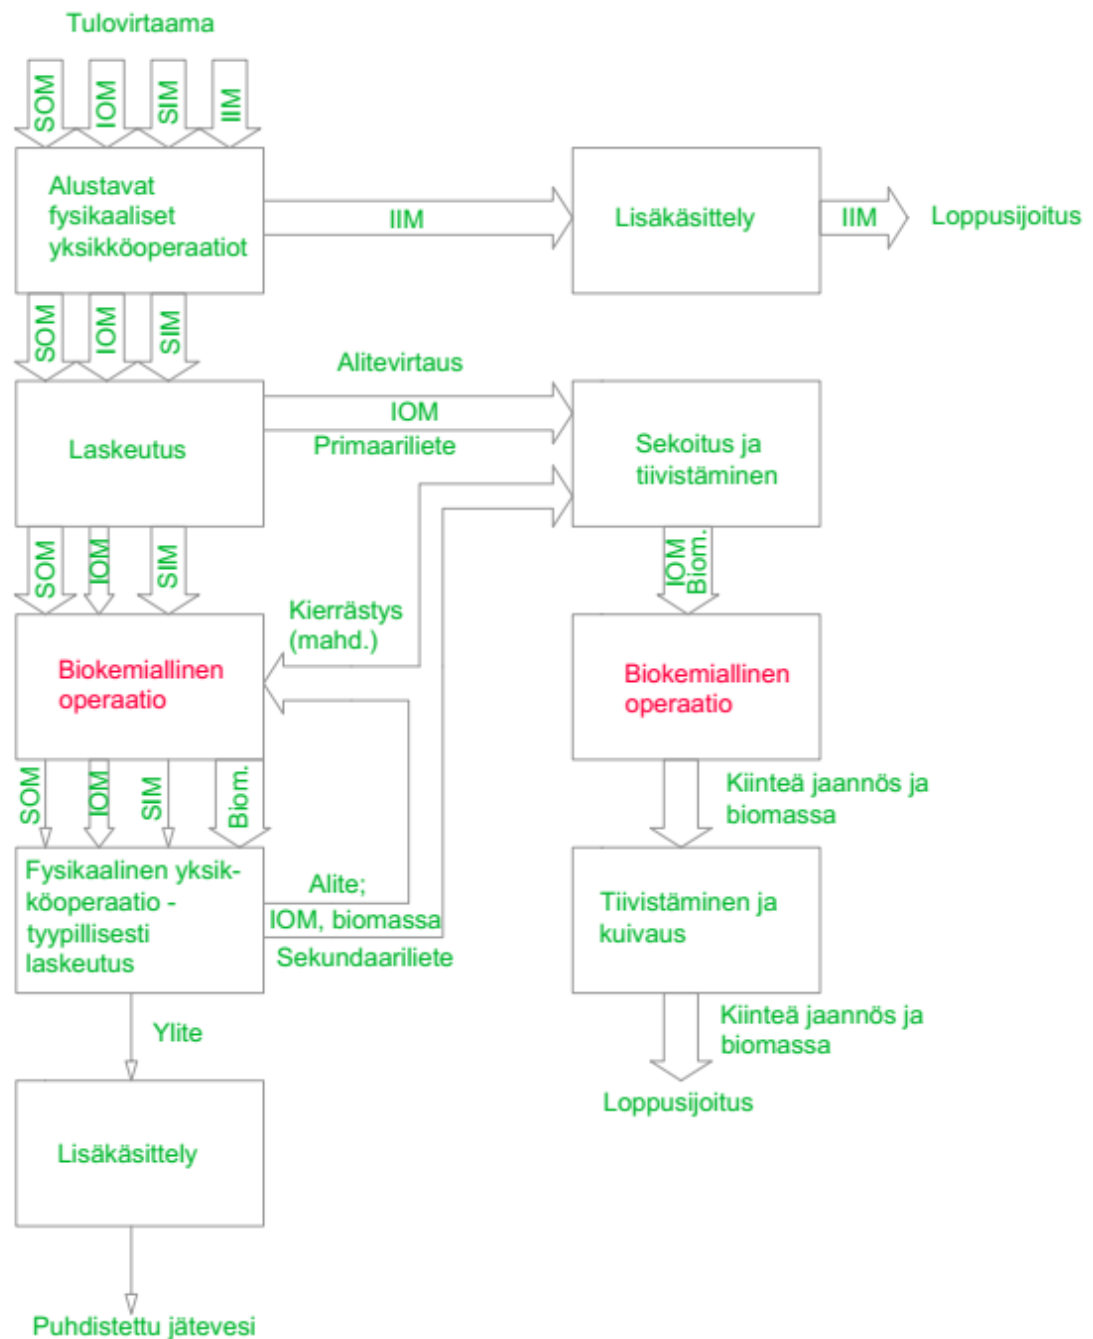 Tulovirtaama
SOM
IOM
SIM
IIM
Alustavat
fysikaaliset
yksikköoperaatiot
IIM
Lisäkäsittely
IIM
Loppusijoitus
SOM
IOM
SIM
Alitevirtaus
IOM
Primaariliete
Laskeutus
Sekoitus ja
tiivistäminen
SOM
IOM
SIM
IOM
Biom.
Kierrästys
(mahd.)
Biokemiallinen
operaatio
Biokemiallinen
operaatio
SOM
IOM
SIM
Biom.
Kiinteä jaannös ja
biomassa
Fysikaalinen yksik-
köoperaatio -
tyypillisesti
laskeutus
Alite;
IOM, biomassa
Sekundaariliete
Tiivistäminen ja
kuivaus
Ylite
Kiinteä jaannös ja
biomassa
Loppusijoitus
Lisäkäsittely
Puhdistettu jätevesi